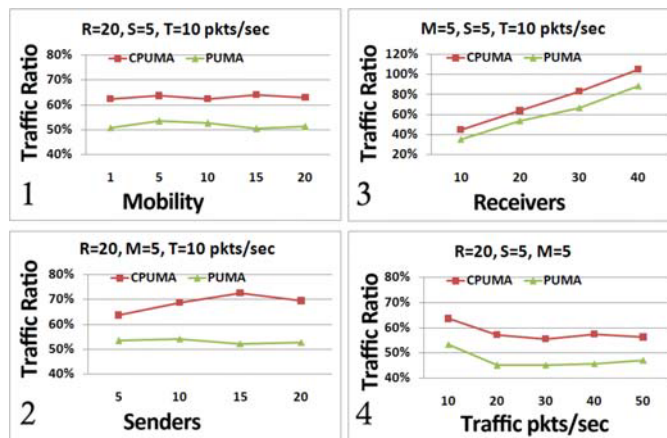 R=20, S=5, T=10 pkts/sec
CPUMA PUMA
Traffic Ratio
80%
70%
60%
50%
40%
1 5 10 15 20
1
Mobility
M=5, S=5, T=10 pkts/sec
CPUMA PUMA
Traffic Ratio
120%
100%
80%
60%
40%
20%
10 20 30 40
3
Receivers
R=20, M=5, T=10 pkts/sec
CPUMA PUMA
Traffic Ratio
80%
70%
60%
50%
40%
5 10 15 20
2
Senders
R=20, S=5, M=5
CPUMA PUMA
Traffic Ratio
80%
70%
60%
50%
40%
10 20 30 40 50
4
Traffic pkts/sec